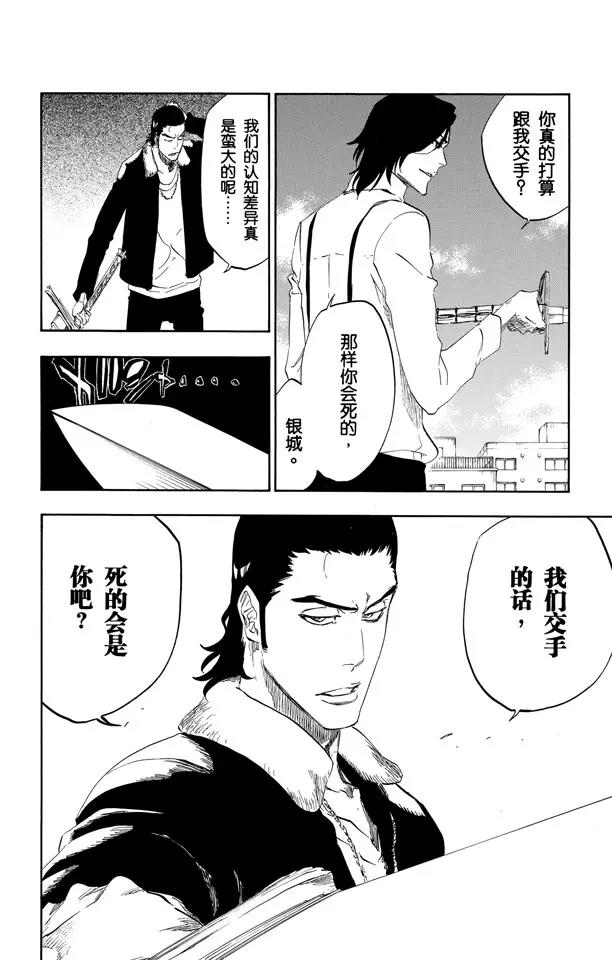 你真的打算
跟我交手？
那样你会死的，
银城。
我们的认知差异真
是蛮大的呢……
我们交手
的话，
死的会是
你吧？